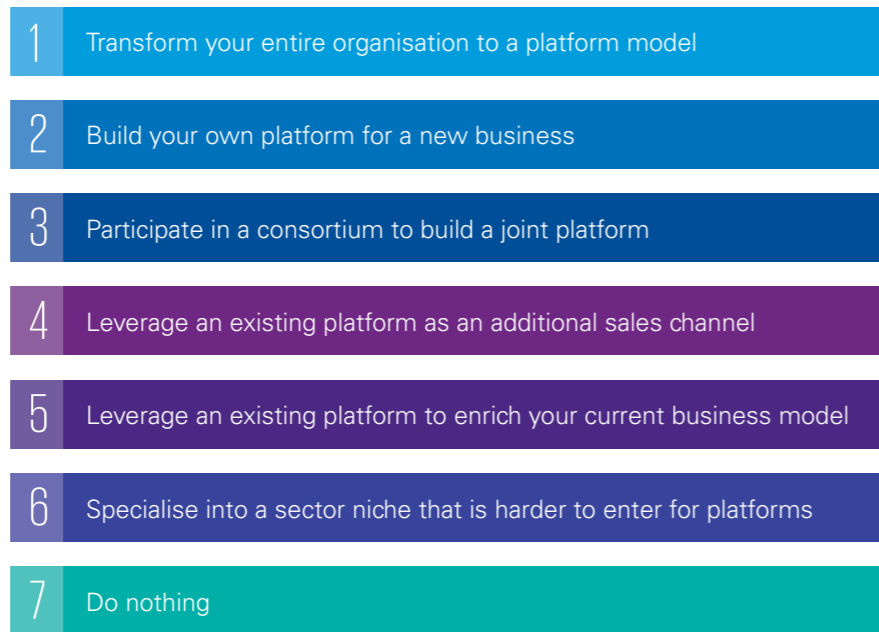 1 Transform your entire organisation to a platform model
2 Build your own platform for a new business
3 Participate in a consortium to build a joint platform
4 Leverage an existing platform as an additional sales channel
5 Leverage an existing platform to enrich your current business model
6 Specialise into a sector niche that is harder to enter for platforms
7 Do nothing